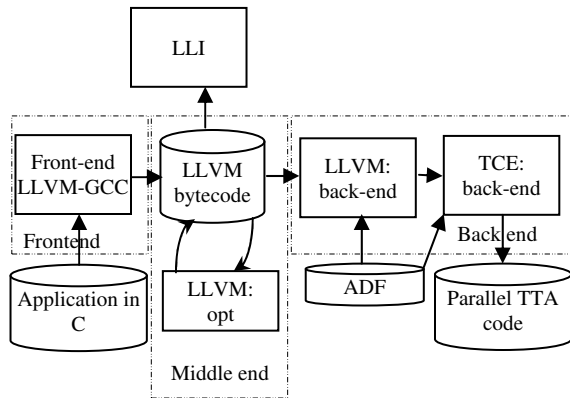 LLI
Front-end
LLVM-GCC
Frontend
Application in
C
LLVM
bytecode
LLVM:
opt
Middle end
LLVM:
back-end
TCE:
back-end
Back end
ADF
Parallel TTA
code